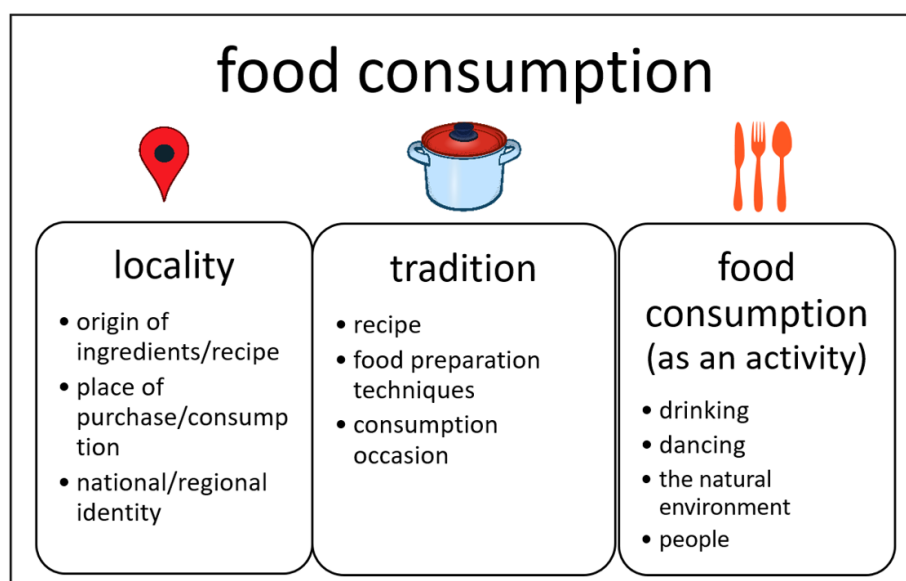 food consumption
locality
• origin of
ingredients/recipe
• place of
purchase/consump
tion
• national/regional
identity
tradition
• recipe
• food preparation
techniques
• consumption
occasion
food
consumption
(as an activity)
• drinking
• dancing
• the natural
environment
• people